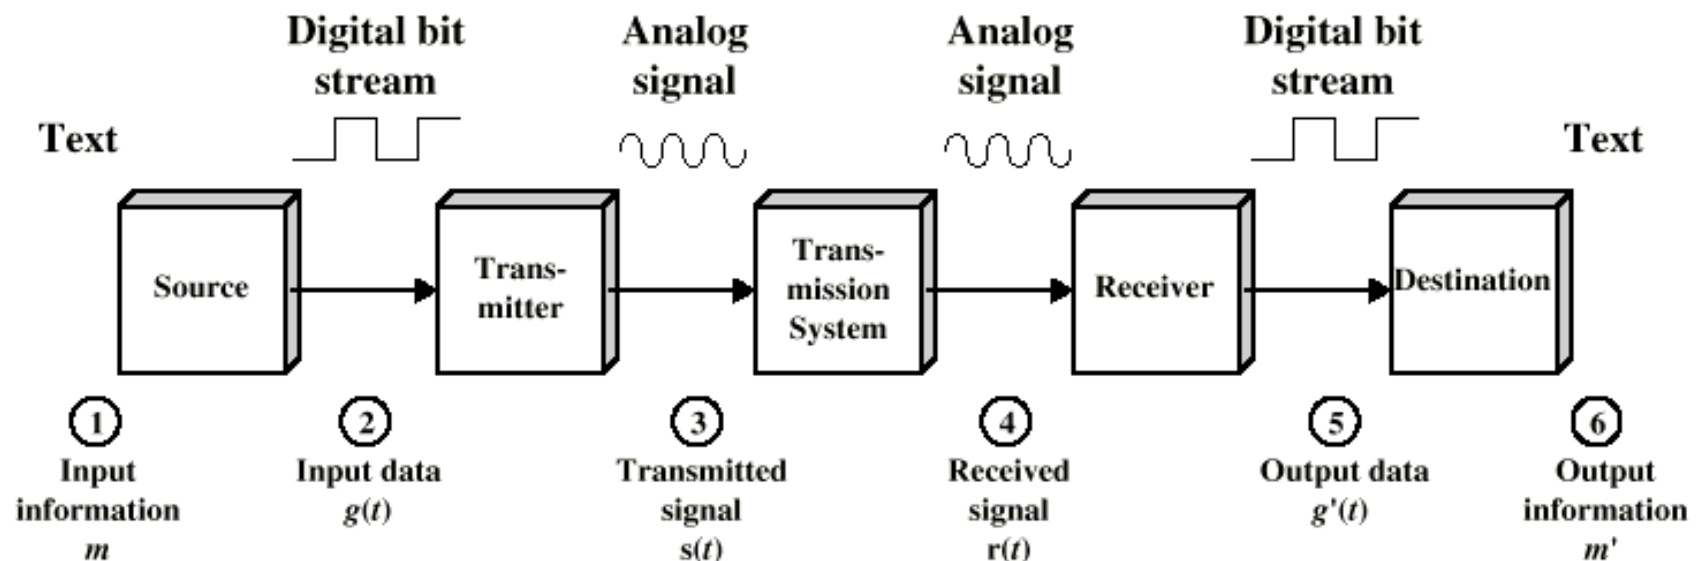 Digital bit
stream
Analog
signal
Analog
signal
Digital bit
stream
Text
Text
Source
Trans-
mitter
Trans-
mission
System
Receiver
Destination
1
Input
information
m
2
Input data
g(t)
3
Transmitted
signal
s(t)
4
Received
signal
r(t)
5
Output data
g'(t)
6
Output
information
m'